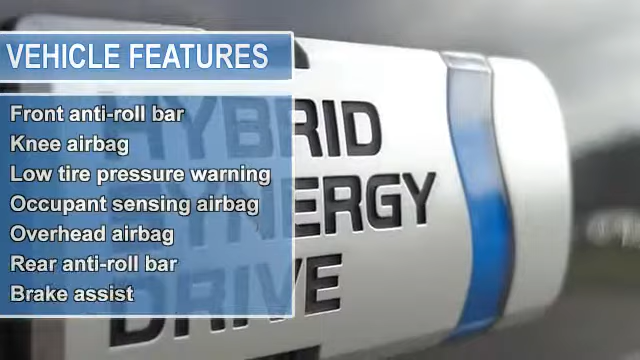 VEHICLE FEATURES
Front anti-roll bar
Knee airbag
Low tire pressure warning
Occupant sensing airbag
Overhead airbag
Rear anti-roll bar
Brake assist
HYBRID
SYNERGY
DRIVE